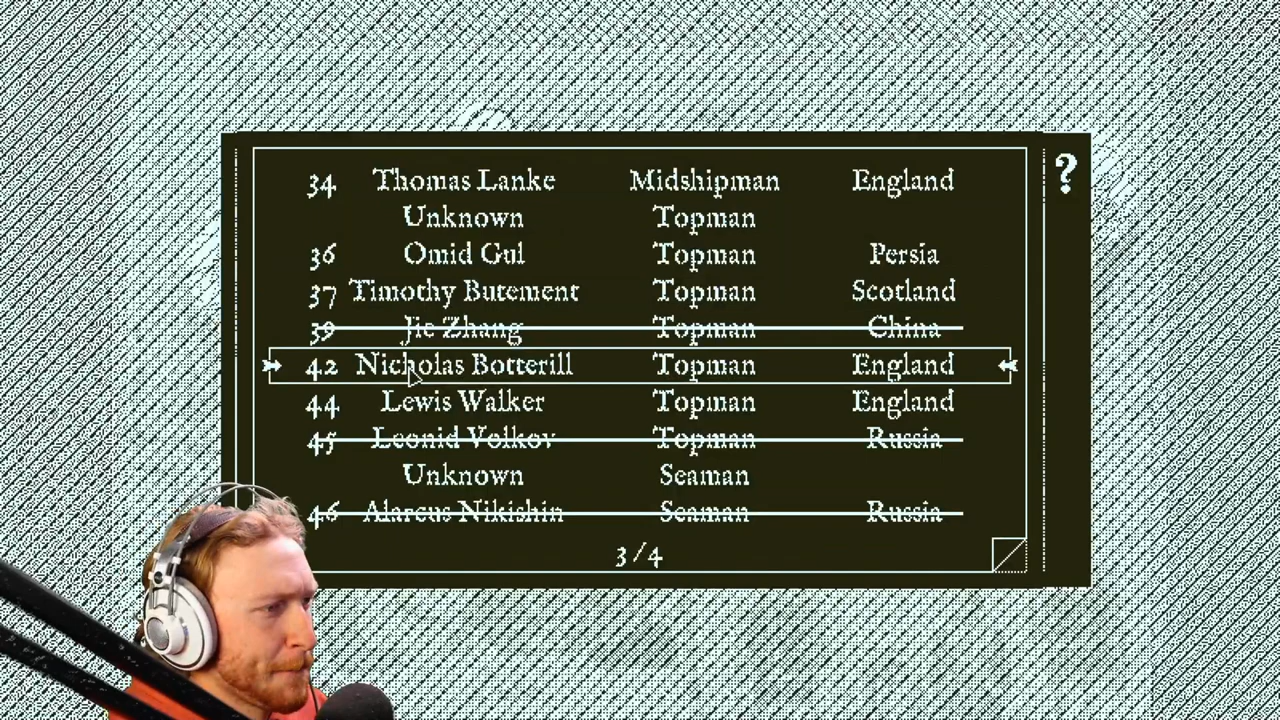 ?
34 Thomas Lanke Midshipman England
Unknown Topman
36 Omid Gul Topman Persia
37 Timothy Butement Topman Scotland
39 Jie Zhang Topman China
42 Nicholas Botterill Topman England
44 Lewis Walker Topman England
45 Leonid Volkov Topman Russia
Unknown Seaman
46 Alarcus Nikishin Seaman Russia
3/4